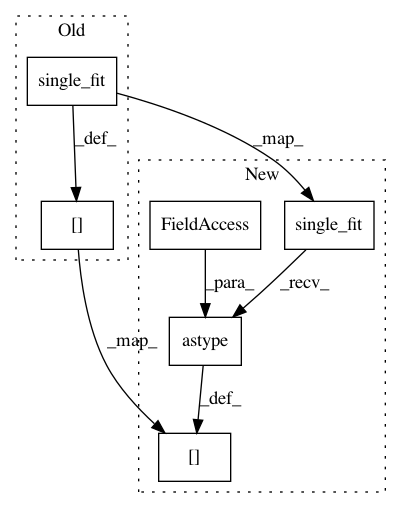 Old
single_fit
_def_
_map_
New
[]
FieldAccess
single_fit
_para_
_recv_
_map_
astype
_def_
[]